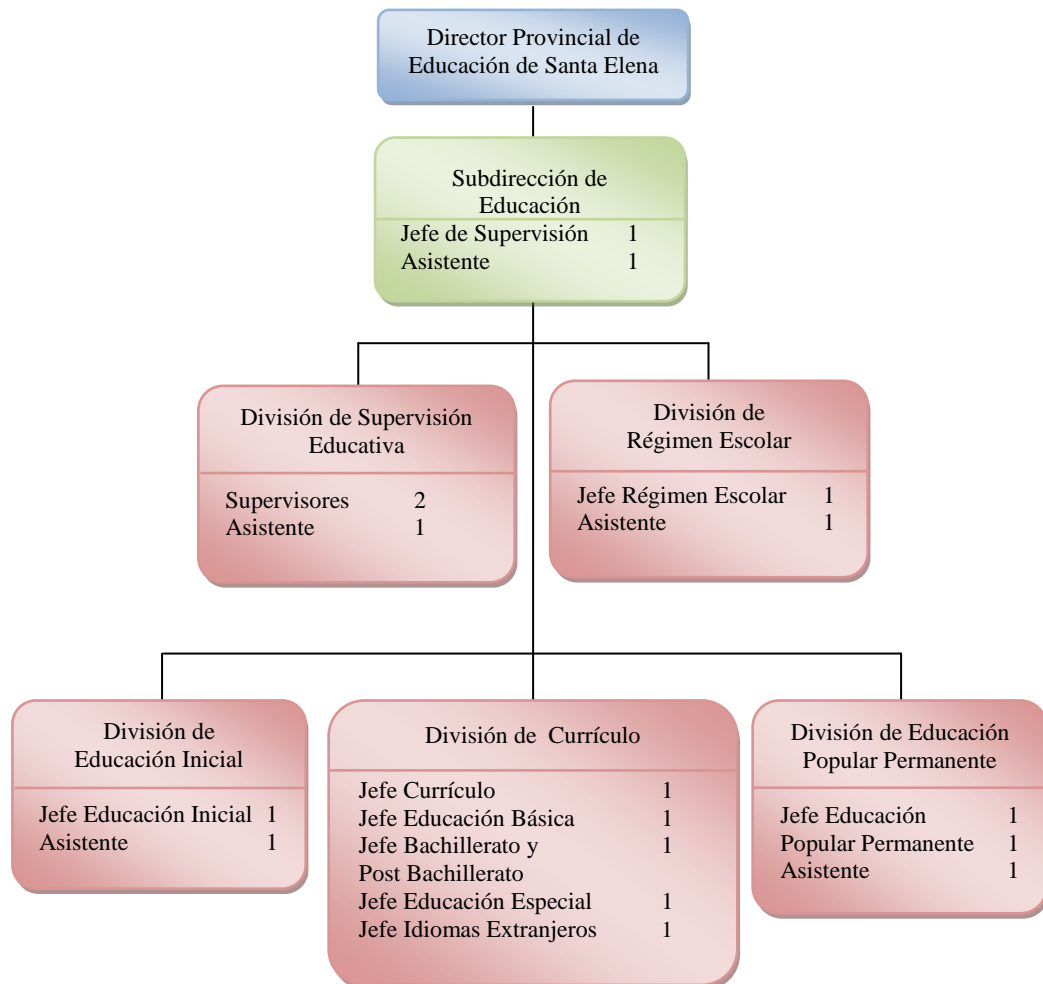 Director Provincial de
Educación de Santa Elena
Subdirección de
Educación
Jefe de Supervisión 1
Asistente 1
División de Supervisión
Educativa
Supervisores 2
Asistente 1
División de
Régimen Escolar
Jefe Régimen Escolar 1
Asistente 1
División de
Educación Inicial
Jefe Educación Inicial 1
Asistente 1
División de Currículo
Jefe Currículo 1
Jefe Educación Básica 1
Jefe Bachillerato y 1
Post Bachillerato
Jefe Educación Especial 1
Jefe Idiomas Extranjeros 1
División de Educación
Popular Permanente
Jefe Educación 1
Popular Permanente 1
Asistente 1